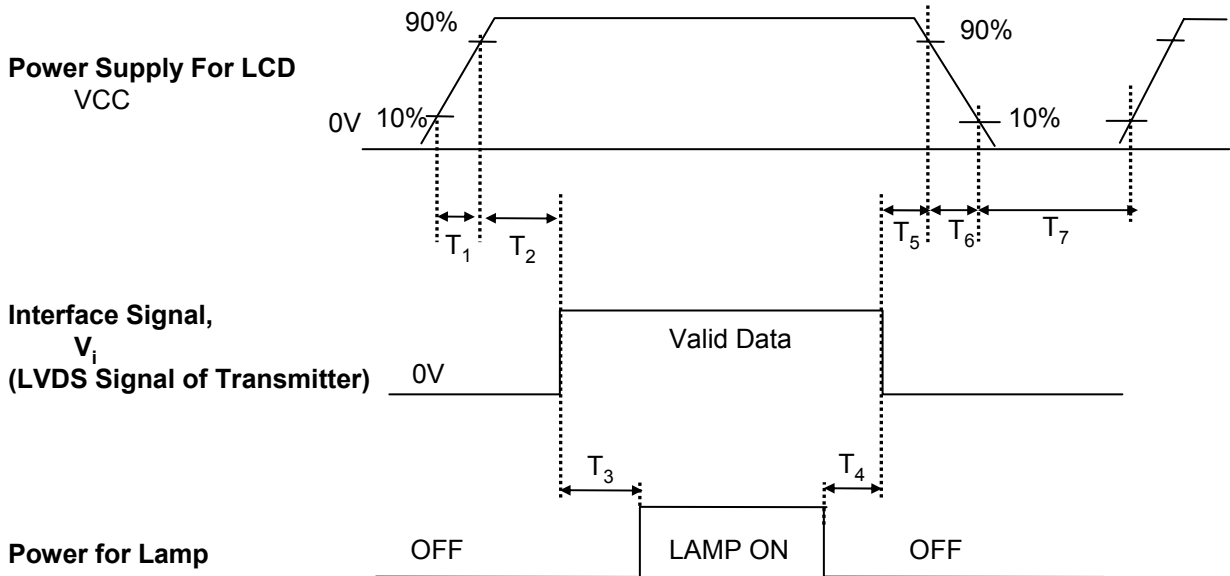 90%
90%
Power Supply For LCD
VCC
0V
10%
10%
T1
T2
T5
T6
T7
Interface Signal,
Vi
(LVDS Signal of Transmitter)
0V
Valid Data
T3
T4
Power for Lamp
OFF
LAMP ON
OFF